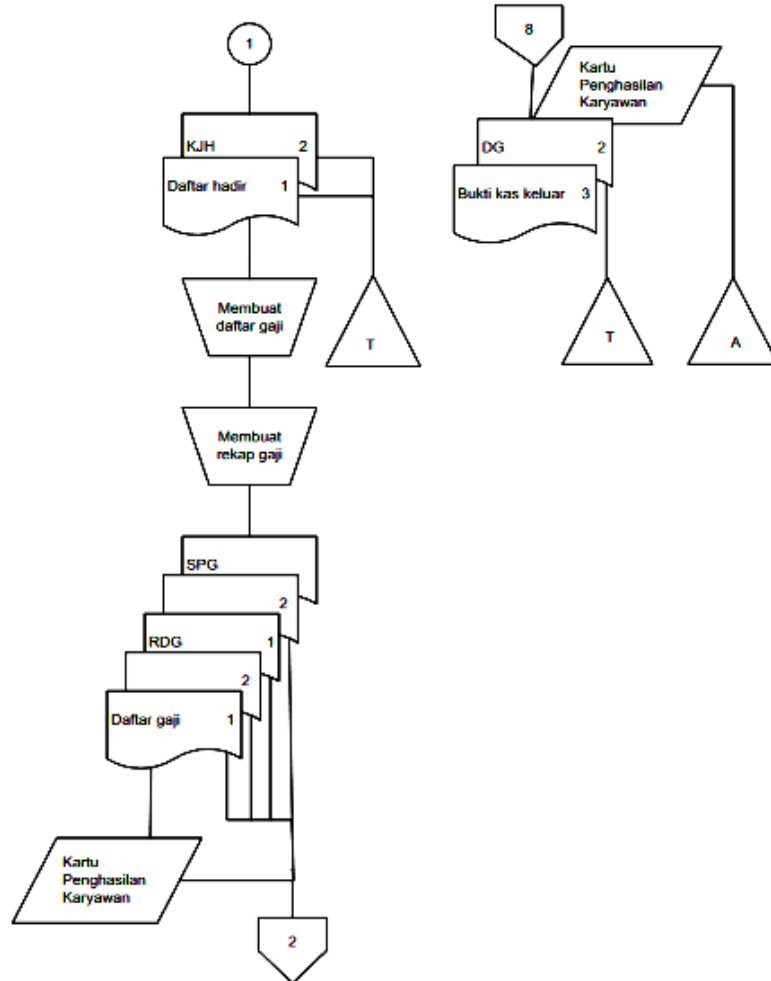 1
KJH 2
Daftar hadir 1
Membuat
daftar gaji
T
Membuat
rekap gaji
SPG
2
RDG 1
2
Daftar gaji 1
Kartu
Penghasilan
Karyawan
2
8
Kartu
Penghasilan
Karyawan
DG 2
Bukti kas keluar 3
T
A